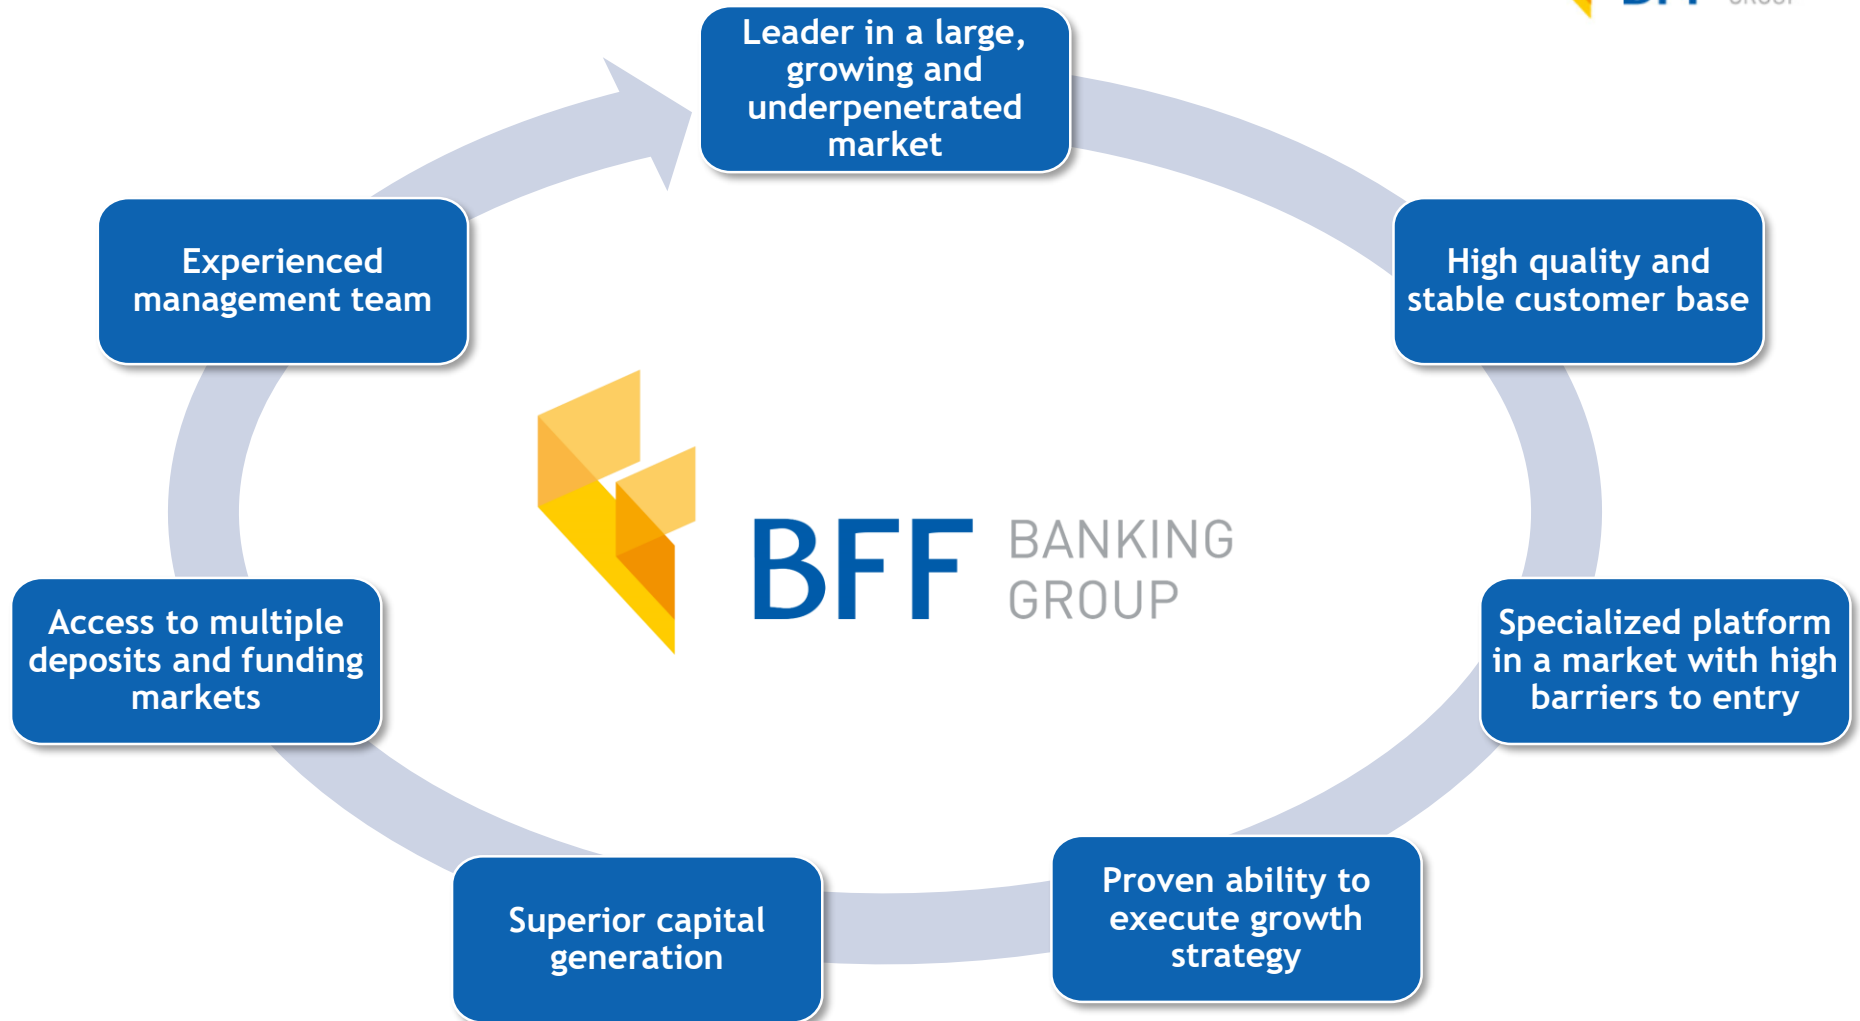 Leader in a large,
growing and
underpenetrated
market
High quality and
stable customer base
Specialized platform
in a market with high
barriers to entry
Proven ability to
execute growth
strategy
Superior capital
generation
Access to multiple
deposits and funding
markets
Experienced
management team
BFF BANKING
GROUP